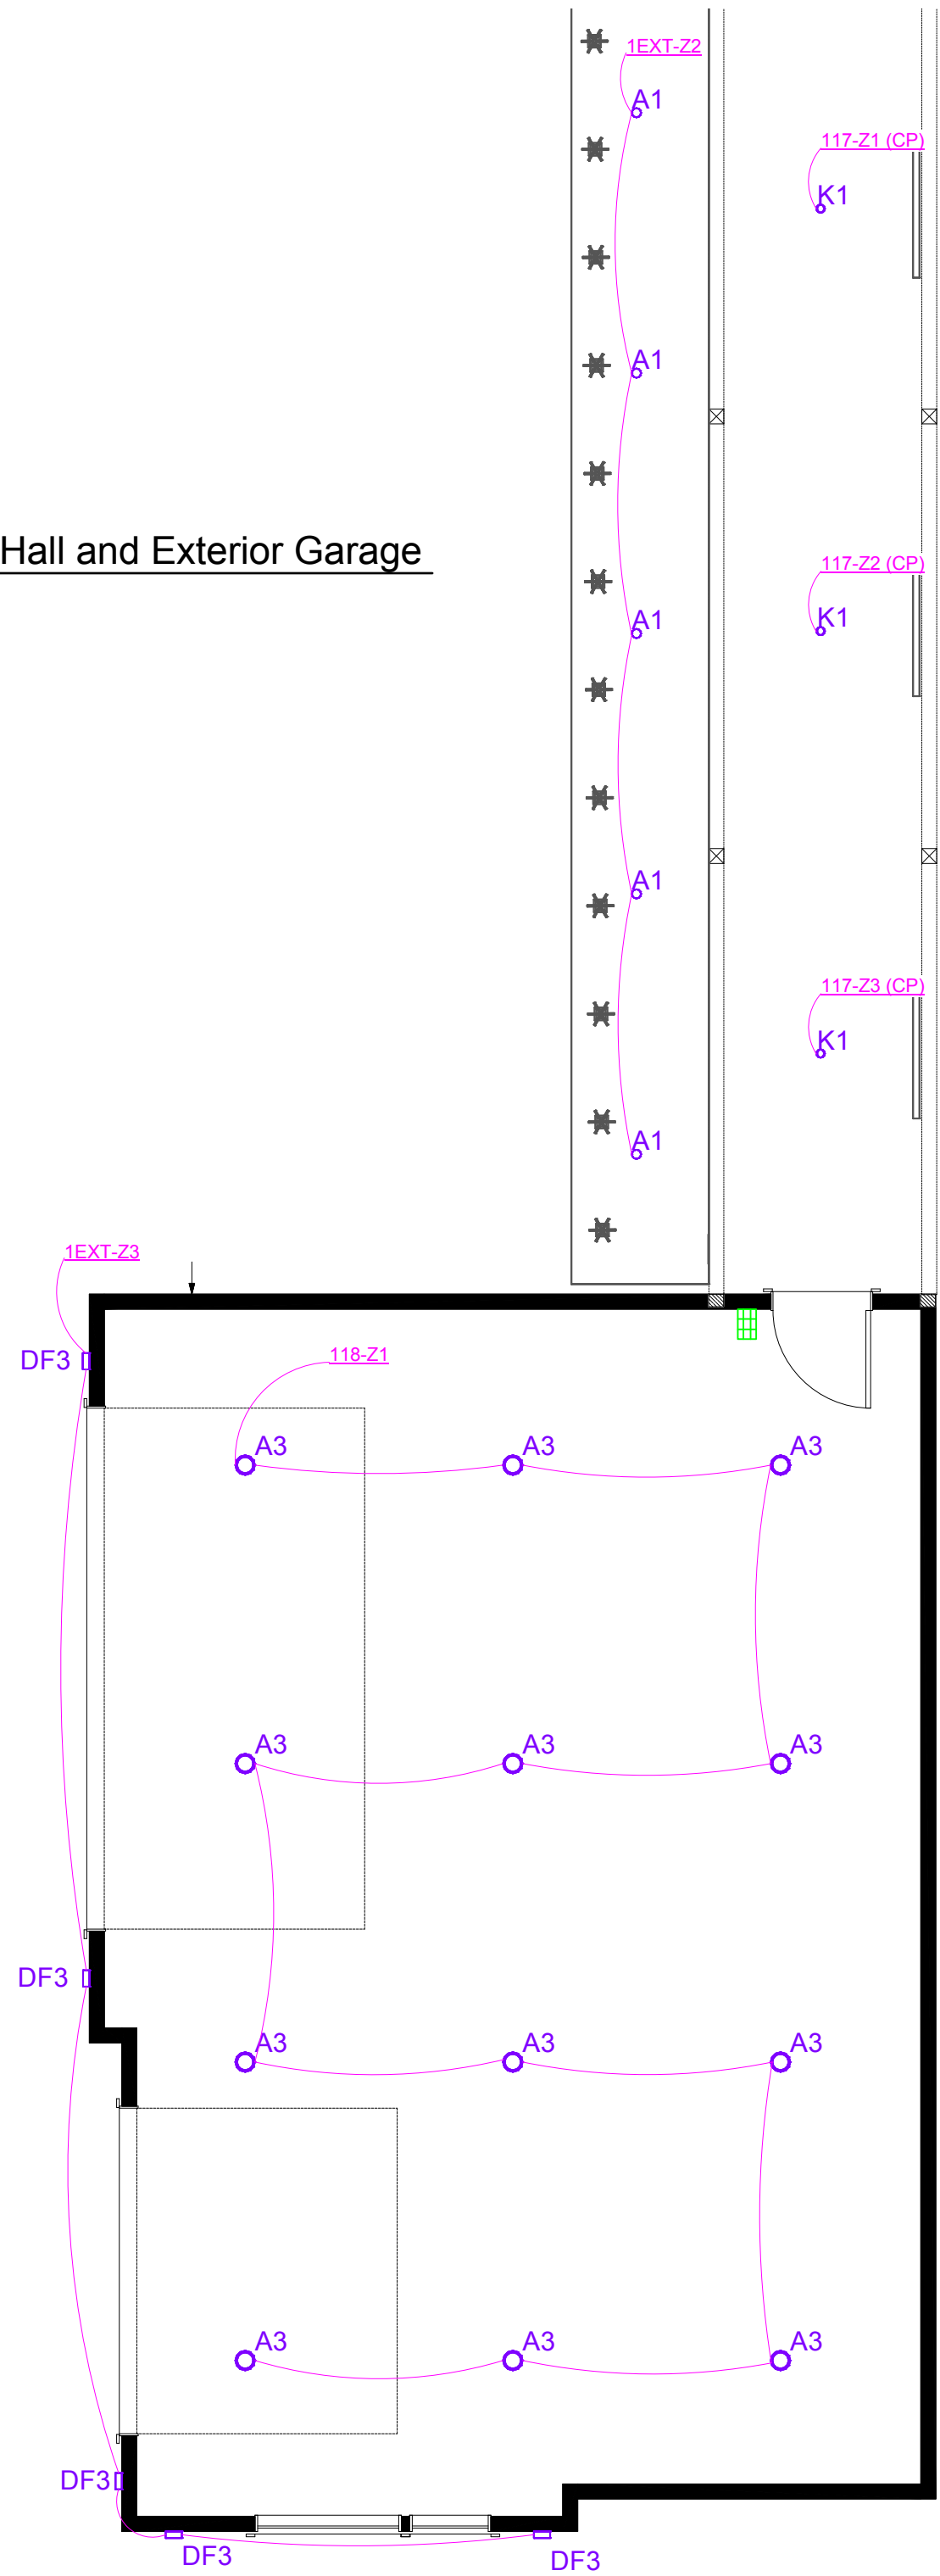 1EXT-Z2
A1
117-Z1 (CP)
K1
A1
Hall and Exterior Garage
117-Z2 (CP)
K1
A1
A1
117-Z3 (CP)
K1
A1
1EXT-Z3
DF3
118-Z1
A3 A3 A3
A3 A3 A3
DF3
A3 A3 A3
A3 A3 A3
DF3
DF3
DF3